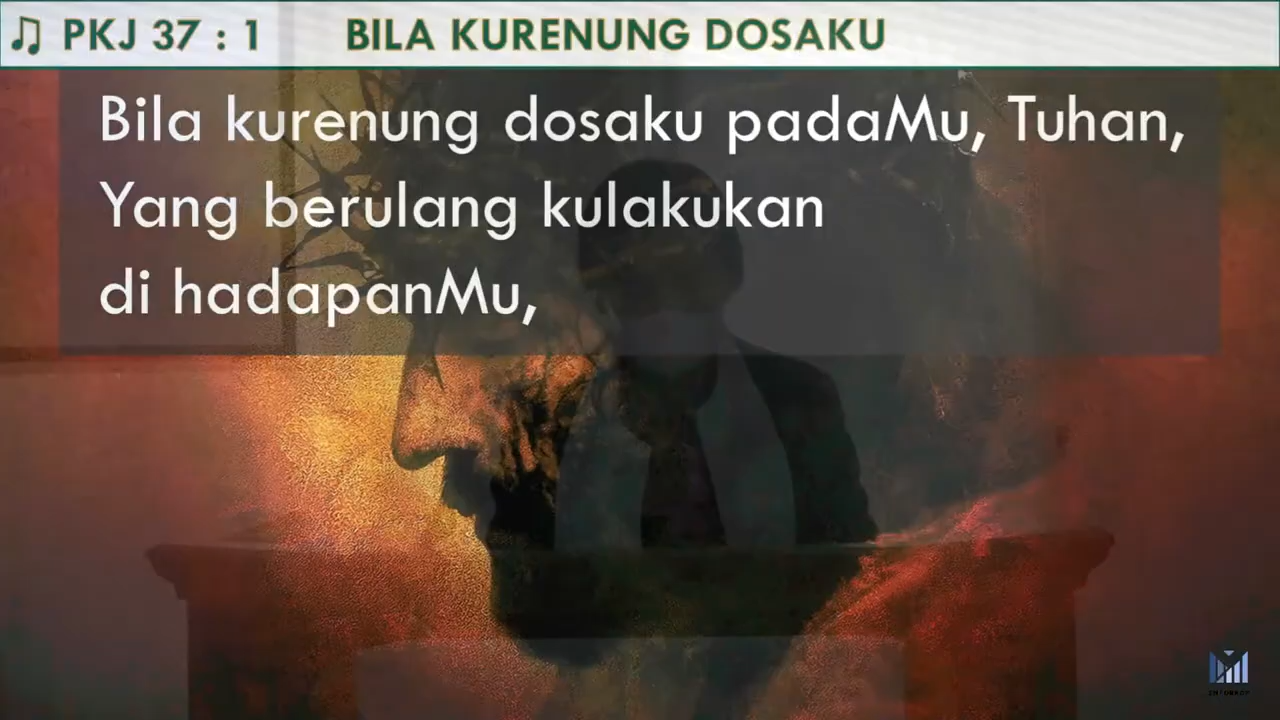 ♫ PKJ 37 : 1 BILA KURENUNG DOSAKU
Bila kurenung dosaku padaMu, Tuhan,
Yang berulang kulakukan
di hadapanMu,